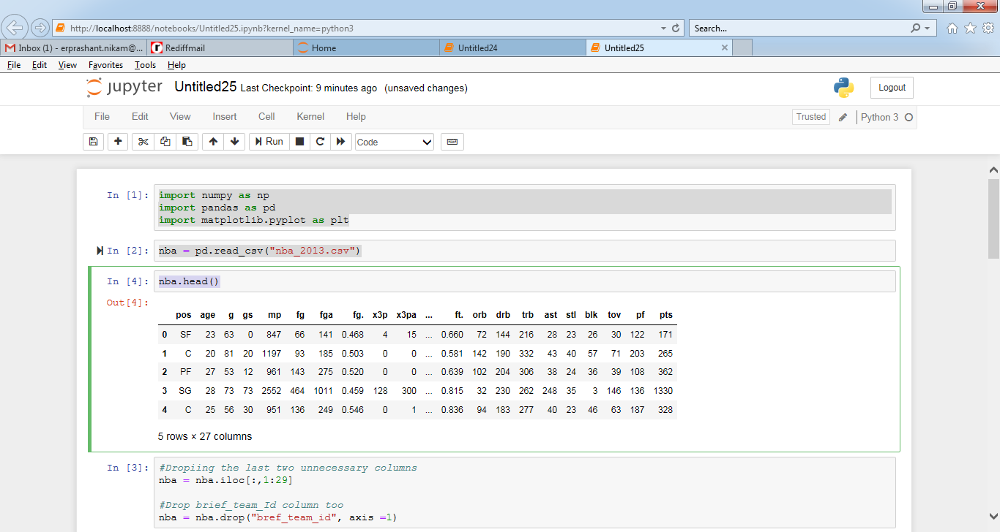 http://localhost:8888/notebooks/Untitled25.ipynb?kernel_name=python3
Search...
Inbox (1) - erprashant.nikam@...
Rediffmail
Home
Untitled24
Untitled25
File Edit View Favorites Tools Help
jupyter Untitled25 Last Checkpoint: 9 minutes ago (unsaved changes)
Logout
File Edit View Insert Cell Kernel Help
Trusted
Python 3
Run
Code
In [1]: import numpy as np
import pandas as pd
import matplotlib.pyplot as plt
In [2]: nba = pd.read_csv("nba_2013.csv")
In [4]: nba.head()
Out[4]:
pos age g gs mp fg fga fg. x3p x3pa ... ft. orb drb trb ast stl blk tov pf pts
0 SF 23 63 0 847 66 141 0.468 4 15 ... 0.660 72 144 216 28 23 26 30 122 171
1 C 20 81 20 1197 93 185 0.503 0 0 ... 0.581 142 190 332 43 40 57 71 203 265
2 PF 27 53 12 961 143 275 0.520 0 0 ... 0.639 102 204 306 38 24 36 39 108 362
3 SG 28 73 73 2552 464 1011 0.459 128 300 ... 0.815 32 230 262 248 35 3 146 136 1330
4 C 25 56 30 951 136 249 0.546 0 1 ... 0.836 94 183 277 40 23 46 63 187 328
5 rows × 27 columns
In [3]: #Dropiing the last two unnecessary columns
nba = nba.iloc[:,1:29]
#Drop brief_team_Id column too
nba = nba.drop("bref_team_id", axis =1)